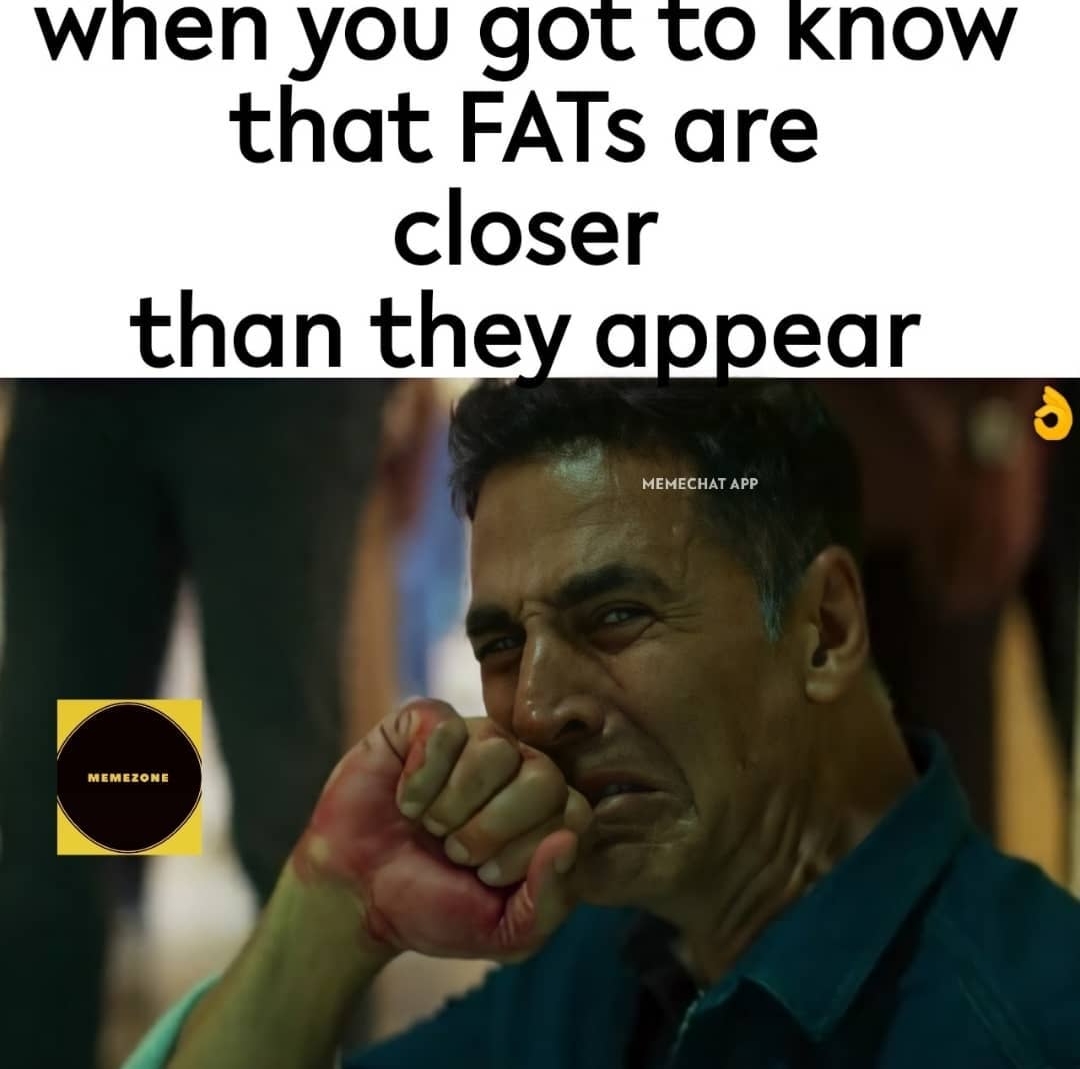 when you got to know
that FATs are
closer
than they appear
MEMECHAT APP
MEMEZONE